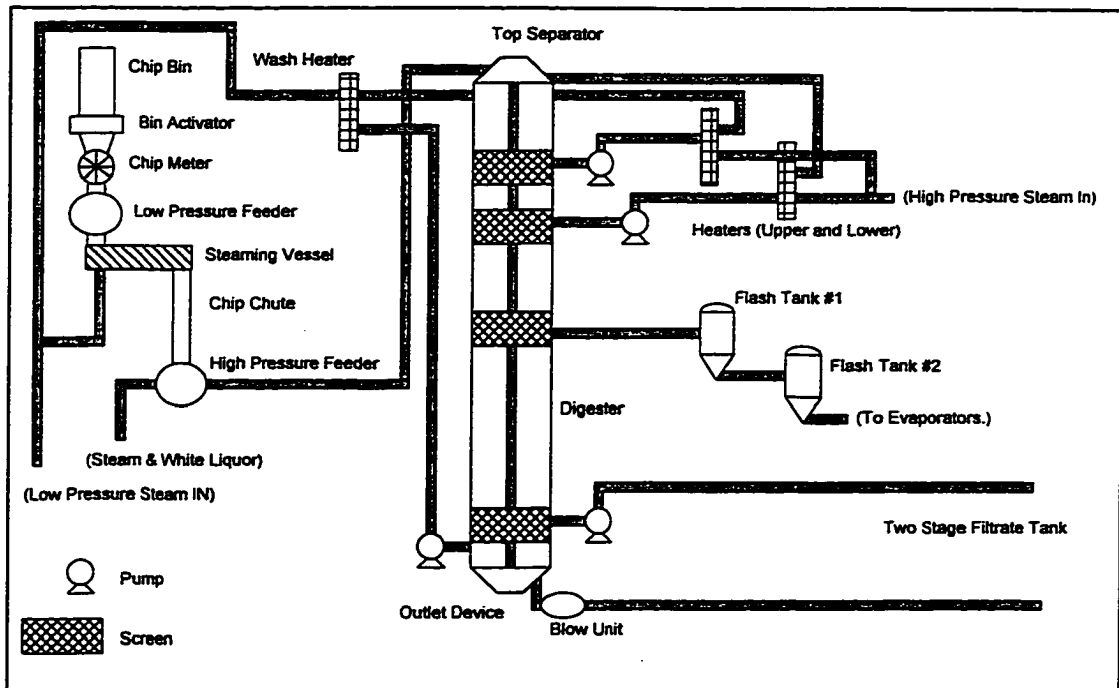 Top Separator
Wash Heater
Chip Bin
Bin Activator
Chip Meter
Low Pressure Feeder
(High Pressure Steam In)
Heaters (Upper and Lower)
Steaming Vessel
Chip Chute
Flash Tank #1
High Pressure Feeder
Flash Tank #2
Digester
(To Evaporators.)
(Steam & White Liquor)
(Low Pressure Steam IN)
Two Stage Filtrate Tank
Pump
Outlet Device
Blow Unit
Screen